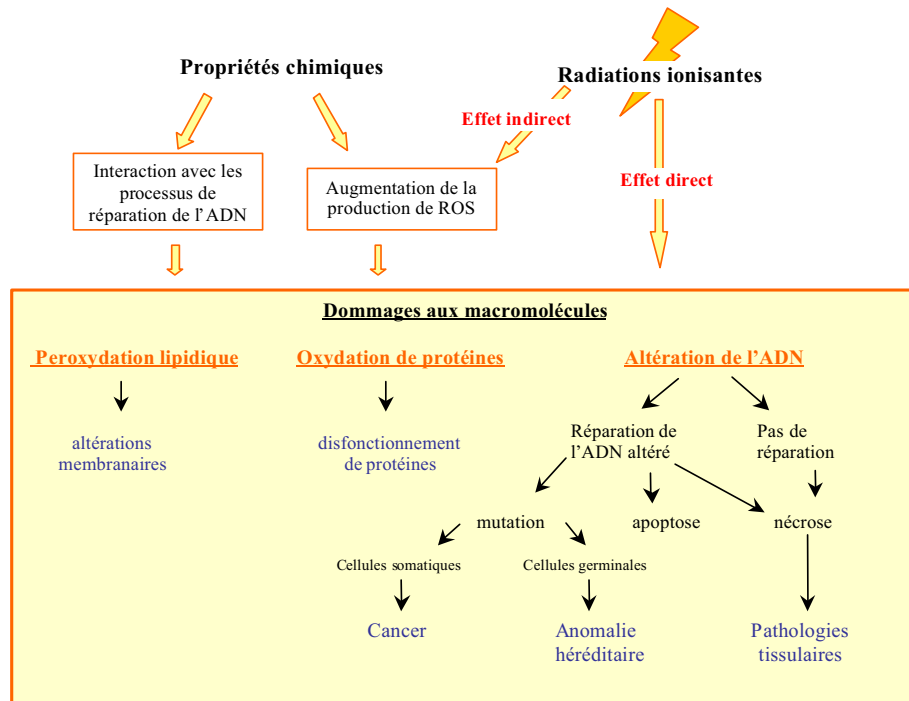 Propriétés chimiques
Radiations ionisantes
Effet indirect
Effet direct
Interaction avec les
processus de
réparation de l'ADN
Augmentation de la
production de ROS
Dommages aux macromolécules
Peroxydation lipidique
Oxydation de protéines
Altération de l'ADN
altérations
membranaires
disfonctionnement
de protéines
Réparation de
l'ADN altéré
Pas de
réparation
mutation
apoptose
nécrose
Cellules somatiques
Cellules germinales
Cancer
Anomalie
héréditaire
Pathologies
tissulaires